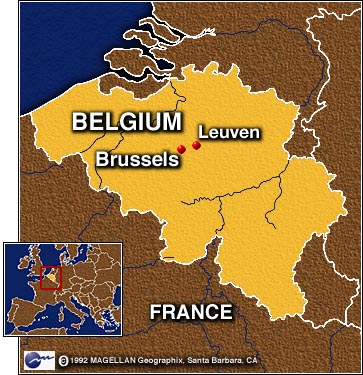 BELGIUM
Leuven
Brussels
FRANCE
© 1992 MAGELLAN Geographix, Santa Barbara, CA